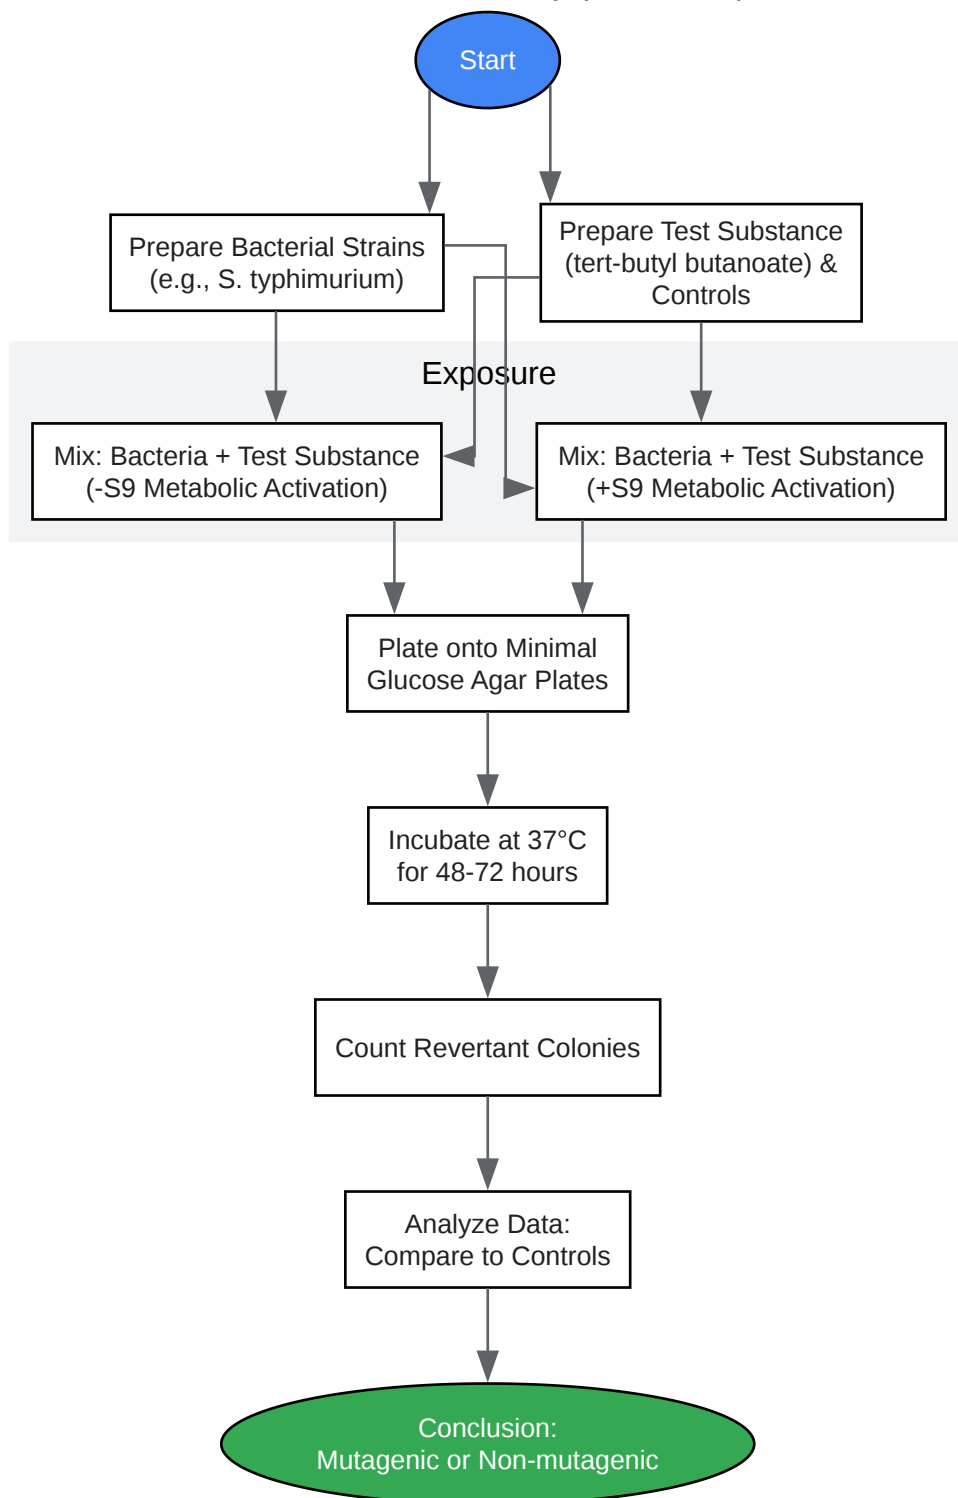 Start
Prepare Bacterial Strains
(e.g., S. typhimurium)
Prepare Test Substance
(tert-butyl butanoate) &
Controls
Exposure
Mix: Bacteria + Test Substance
(-S9 Metabolic Activation)
Mix: Bacteria + Test Substance
(+S9 Metabolic Activation)
Plate onto Minimal
Glucose Agar Plates
Incubate at 37°C
for 48-72 hours
Count Revertant Colonies
Analyze Data:
Compare to Controls
Conclusion:
Mutagenic or Non-mutagenic